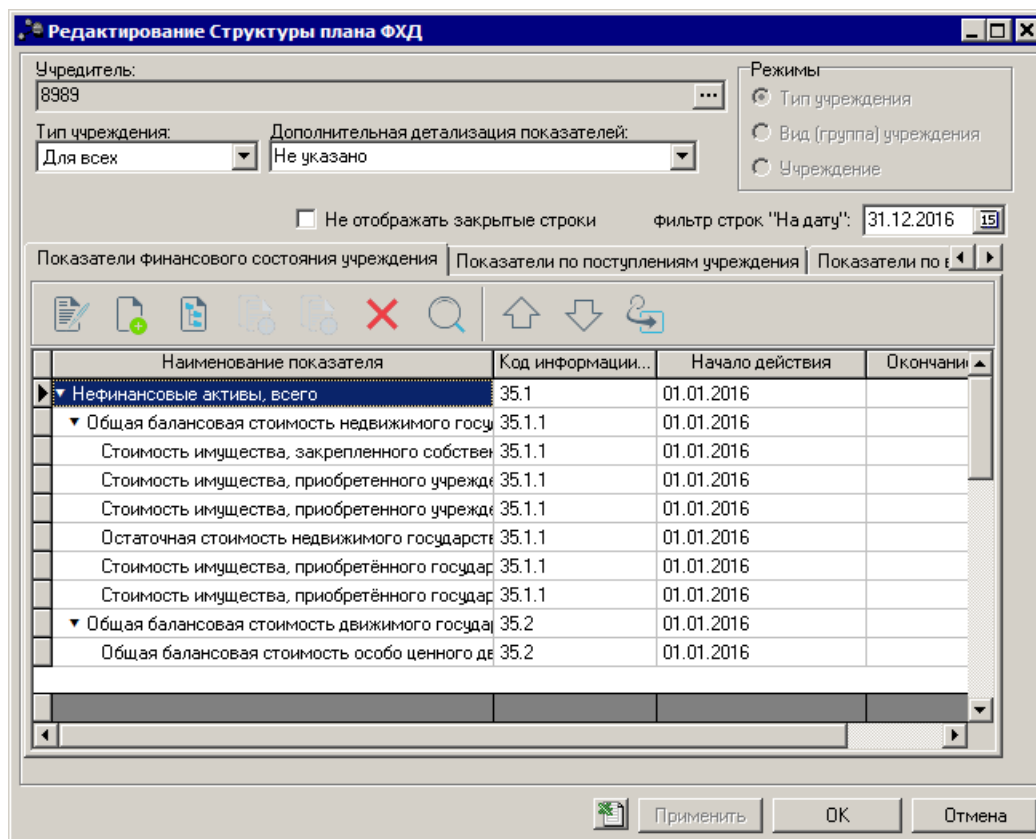 Редактирование Структуры плана ФХД
Учредитель:
8989
Режимы
Тип учреждения
Вид (группа) учреждения
Учреждение
Тип учреждения:
Дополнительная детализация показателей:
Для всех
Не указано
Не отображать закрытые строки
фильтр строк "На дату":
31.12.2016
15
Показатели финансового состояния учреждения
Показатели по поступлениям учреждения
Показатели по в
Наименование показателя Код информации... Начало действия Окончани
Нефинансовые активы, всего 35.1 01.01.2016
Общая балансовая стоимость недвижимого госу 35.1.1 01.01.2016
Стоимость имущества, закрепленного собствен 35.1.1 01.01.2016
Стоимость имущества, приобретенного учрежде 35.1.1 01.01.2016
Стоимость имущества, приобретенного учрежде 35.1.1 01.01.2016
Остаточная стоимость недвижимого государств 35.1.1 01.01.2016
Стоимость имущества, приобретённого государ 35.1.1 01.01.2016
Стоимость имущества, приобретённого государ 35.1.1 01.01.2016
Общая балансовая стоимость движимого государ 35.2 01.01.2016
Общая балансовая стоимость особо ценного дв 35.2 01.01.2016
Применить
OK
Отмена